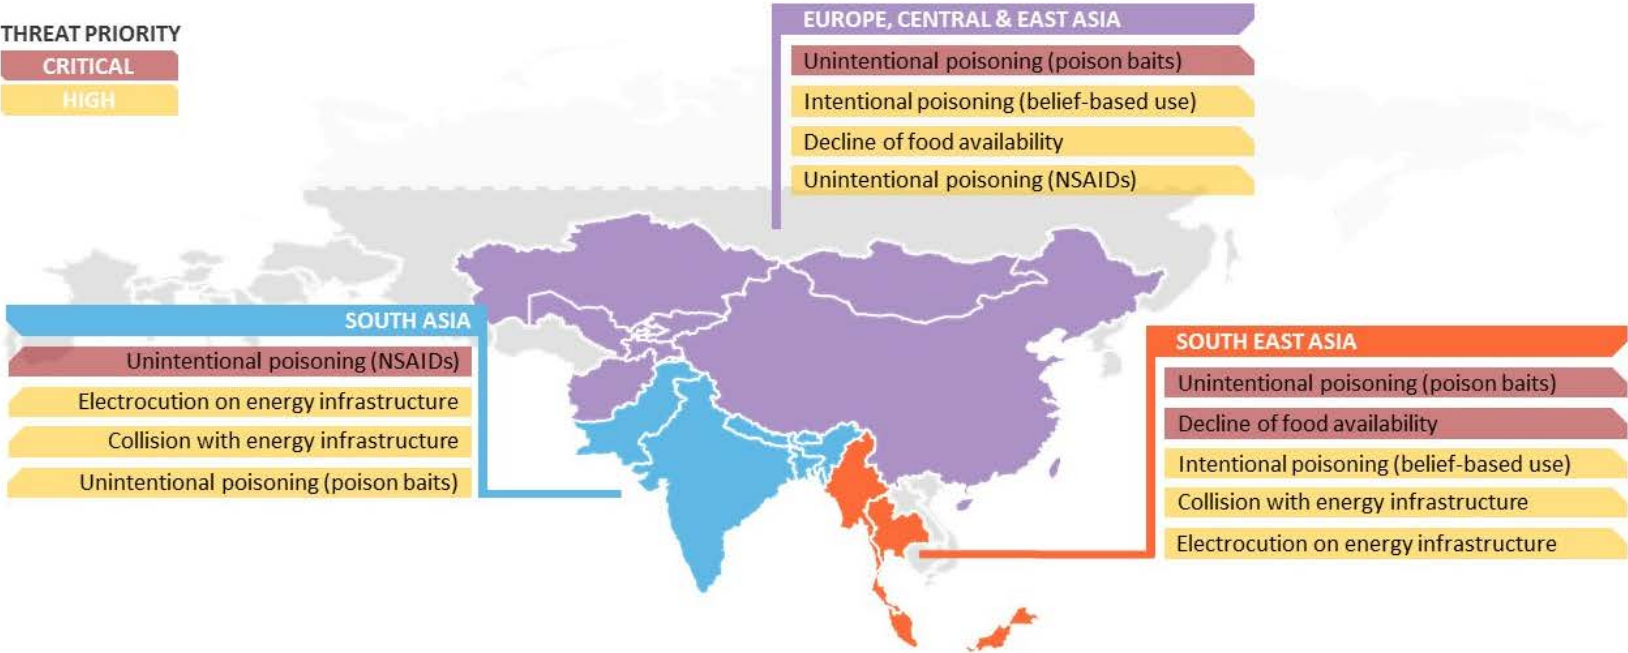 THREAT PRIORITY
CRITICAL
HIGH
EUROPE, CENTRAL & EAST ASIA
Unintentional poisoning (poison baits)
Intentional poisoning (belief-based use)
Decline of food availability
Unintentional poisoning (NSAIDs)
SOUTH ASIA
Unintentional poisoning (NSAIDs)
Electrocution on energy infrastructure
Collision with energy infrastructure
Unintentional poisoning (poison baits)
SOUTH EAST ASIA
Unintentional poisoning (poison baits)
Decline of food availability
Intentional poisoning (belief-based use)
Collision with energy infrastructure
Electrocution on energy infrastructure